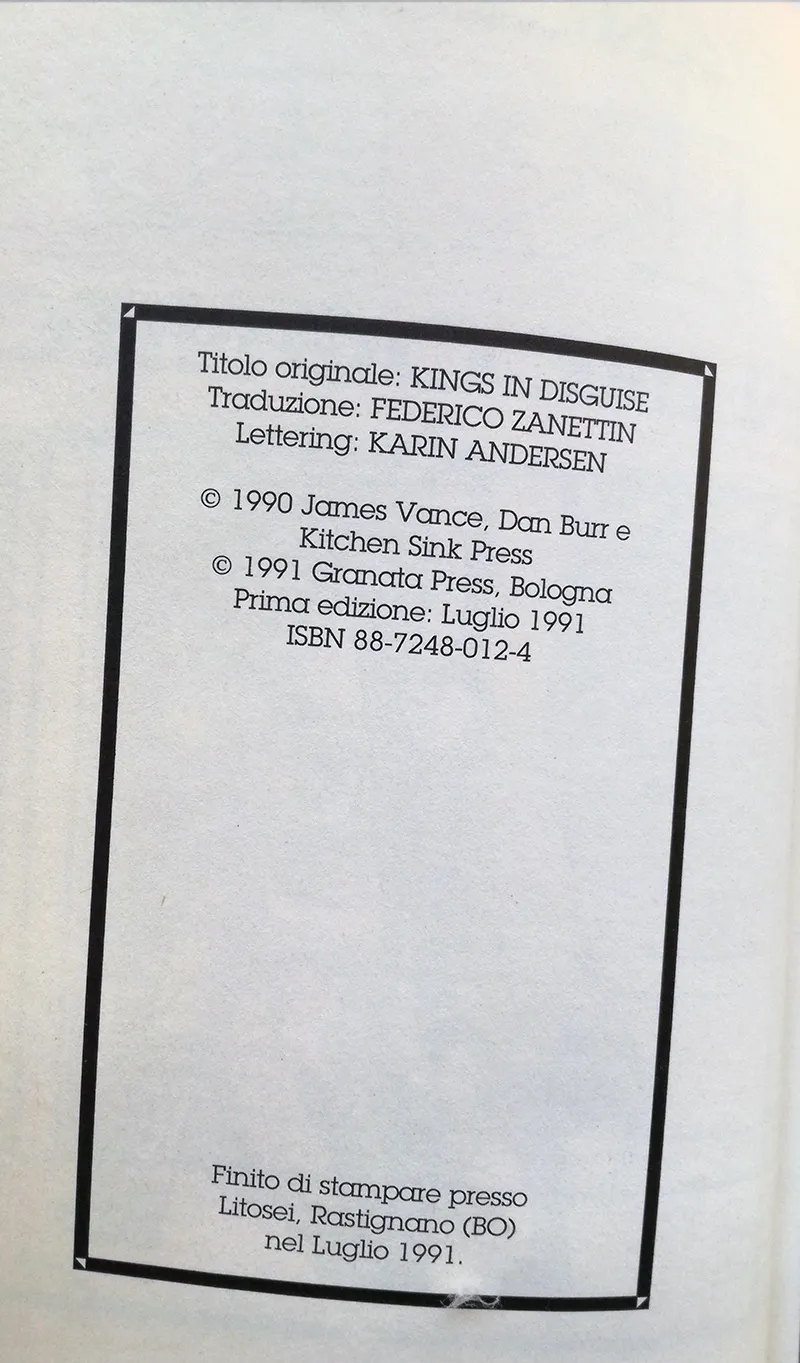 Titolo originale: KINGS IN DISGUISE
Traduzione: FEDERICO ZANETTIN
Lettering: KARIN ANDERSEN
© 1990 James Vance, Dan Burr e
Kitchen Sink Press
© 1991 Granata Press, Bologna
Prima edizione: Luglio 1991
ISBN 88-7248-012-4
Finito di stampare presso
Litosei, Rastignano (BO)
nel Luglio 1991.